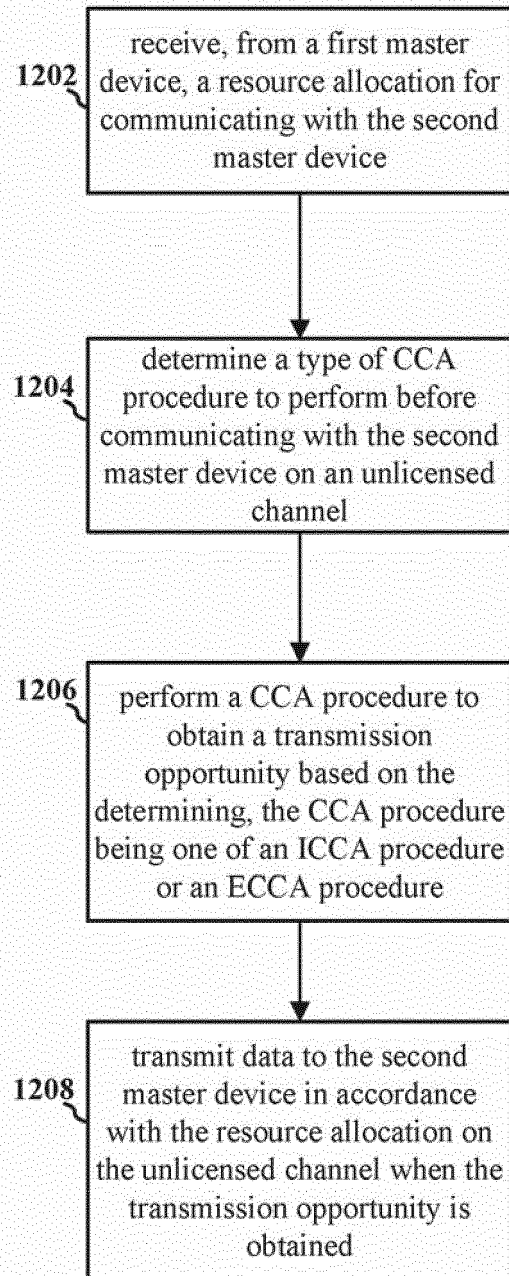 1202
receive, from a first master
device, a resource allocation for
communicating with the second
master device
1204
determine a type of CCA
procedure to perform before
communicating with the second
master device on an unlicensed
channel
1206
perform a CCA procedure to
obtain a transmission
opportunity based on the
determining, the CCA procedure
being one of an ICCA procedure
or an ECCA procedure
1208
transmit data to the second
master device in accordance
with the resource allocation on
the unlicensed channel when the
transmission opportunity is
obtained